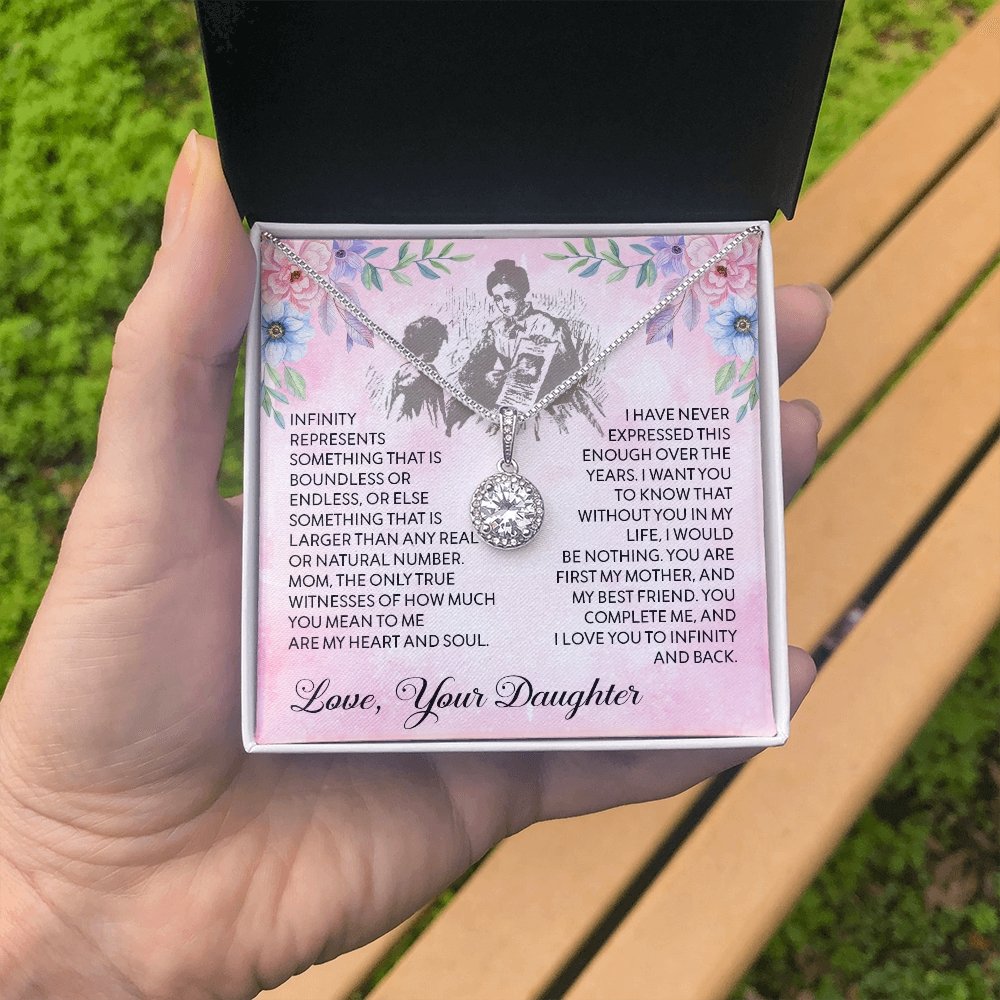 INFINITY
REPRESENTS
SOMETHING THAT IS
BOUNDLESS OR
ENDLESS, OR ELSE
SOMETHING THAT IS
LARGER THAN ANY REAL
OR NATURAL NUMBER.
MOM, THE ONLY TRUE
WITNESSES OF HOW MUCH
YOU MEAN TO ME
ARE MY HEART AND SOUL.
I HAVE NEVER
EXPRESSED THIS
ENOUGH OVER THE
YEARS. I WANT YOU
TO KNOW THAT
WITHOUT YOU IN MY
LIFE, I WOULD
BE NOTHING. YOU ARE
FIRST MY MOTHER, AND
MY BEST FRIEND. YOU
COMPLETE ME, AND
I LOVE YOU TO INFINITY
AND BACK.
Love, Your Daughter